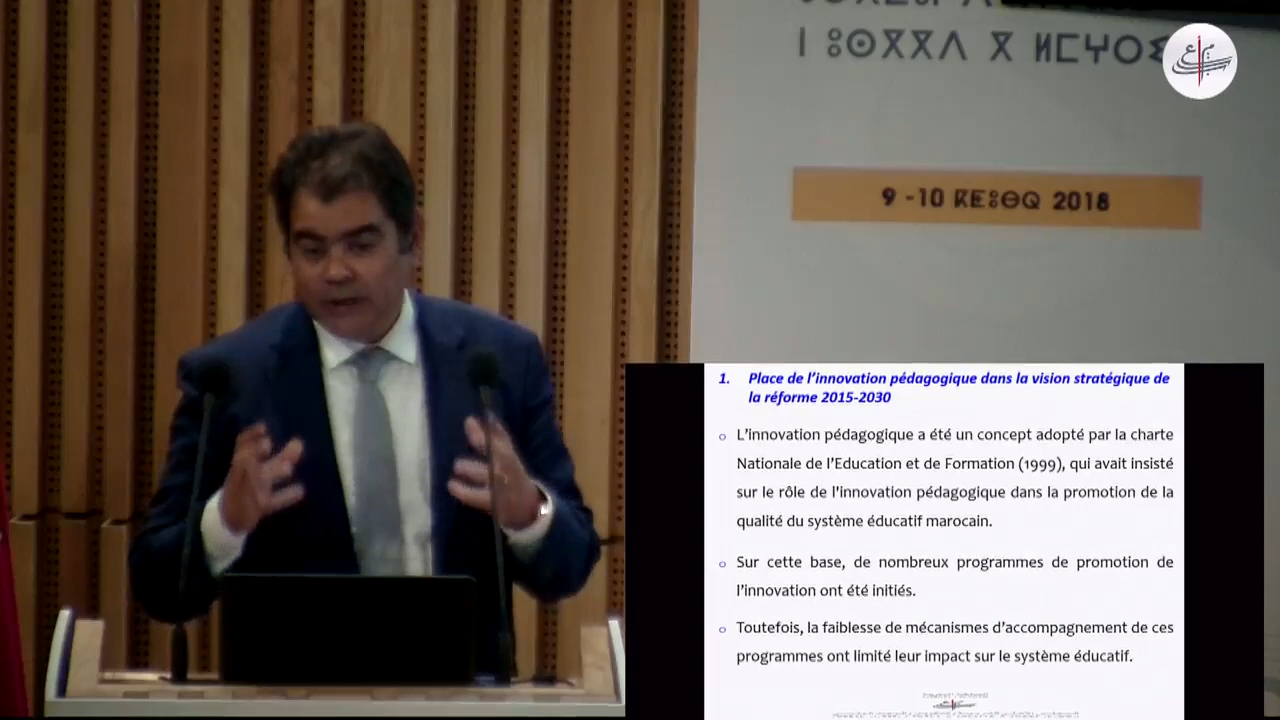 ⵏ ⵓⵙⴳⴳⴷ ⴳ ⵍⵎⵖⵔⵉ
9 -10 ⴽⵟⵓⴱⵕ 2018
1. Place de l’innovation pédagogique dans la vision stratégique de
la réforme 2015-2030
o L’innovation pédagogique a été un concept adopté par la charte
Nationale de l’Education et de Formation (1999), qui avait insisté
sur le rôle de l'innovation pédagogique dans la promotion de la
qualité du système éducatif marocain.
o Sur cette base, de nombreux programmes de promotion de
l’innovation ont été initiés.
o Toutefois, la faiblesse de mécanismes d’accompagnement de ces
programmes ont limité leur impact sur le système éducatif.